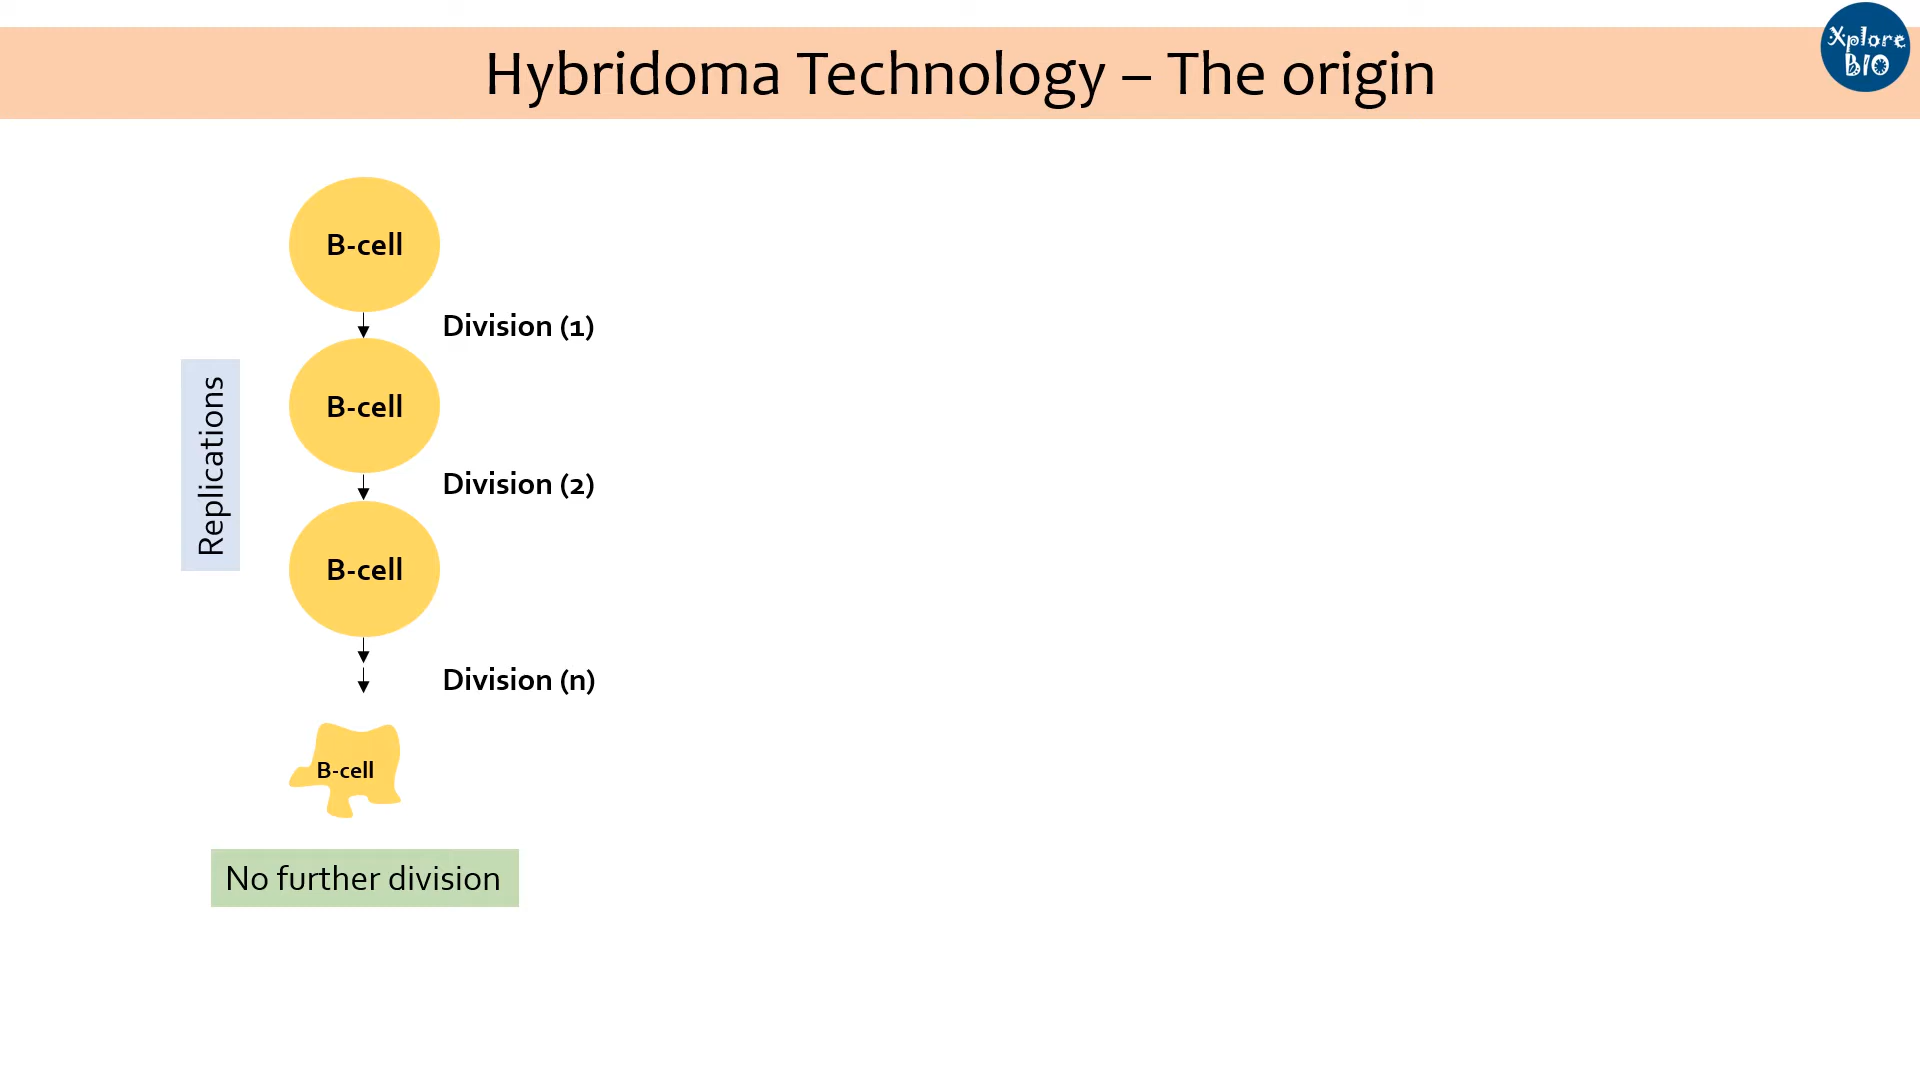 Hybridoma Technology – The origin
Xplore
BIO
B-cell
Division (1)
B-cell
Replications
Division (2)
B-cell
Division (n)
B-cell
No further division